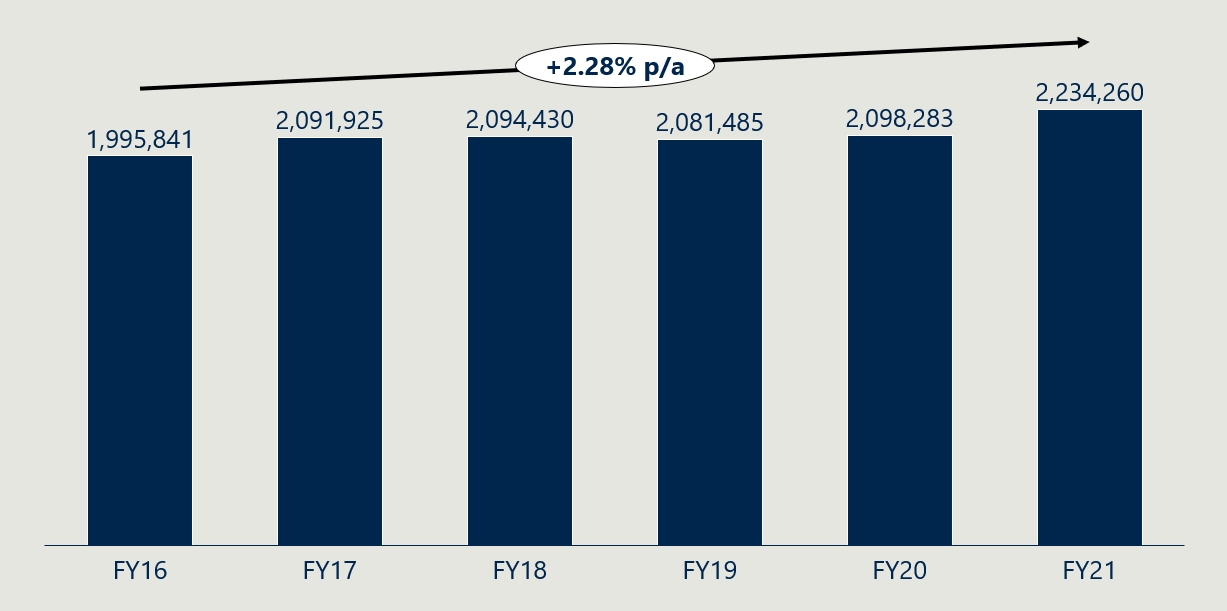 +2.28% p/a
1,995,841
2,091,925
2,094,430
2,081,485
2,098,283
2,234,260
FY16
FY17
FY18
FY19
FY20
FY21